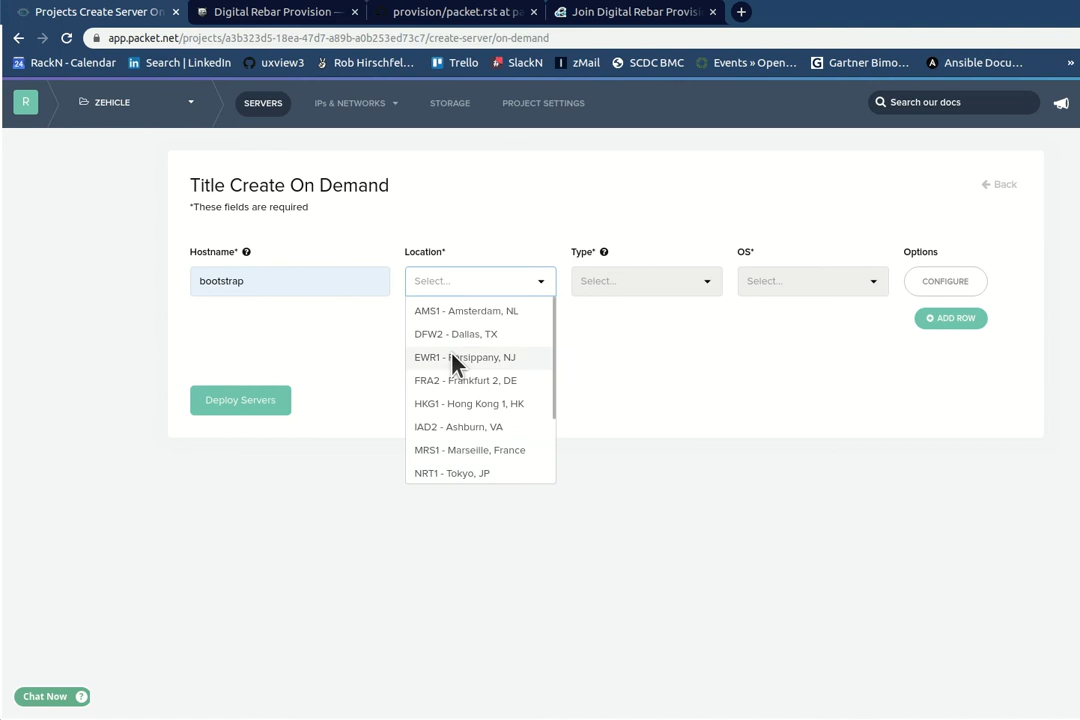 Projects Create Server On
Digital Rebar Provision —
provision/packet.rst at pa
Join Digital Rebar Provisi
app.packet.net/projects/a3b323d5-18ea-47d7-a89b-a0b253ed73c7/create-server/on-demand
24 RackN - Calendar
Search | LinkedIn
uxview3
Rob Hirschfel...
Trello
SlackN
zMail
SCDC BMC
Events » Open...
Gartner Bimo...
Ansible Docu...
»
R
ZEHICLE
SERVERS
IPs & NETWORKS
STORAGE
PROJECT SETTINGS
Search our docs
Title Create On Demand
Back
*These fields are required
Hostname*
Location*
Type*
OS*
Options
bootstrap
Select...
Select...
Select...
CONFIGURE
ADD ROW
AMS1 - Amsterdam, NL
DFW2 - Dallas, TX
EWR1 - Parsippany, NJ
FRA2 - Frankfurt 2, DE
HKG1 - Hong Kong 1, HK
IAD2 - Ashburn, VA
MRS1 - Marseille, France
NRT1 - Tokyo, JP
Deploy Servers
Chat Now ?